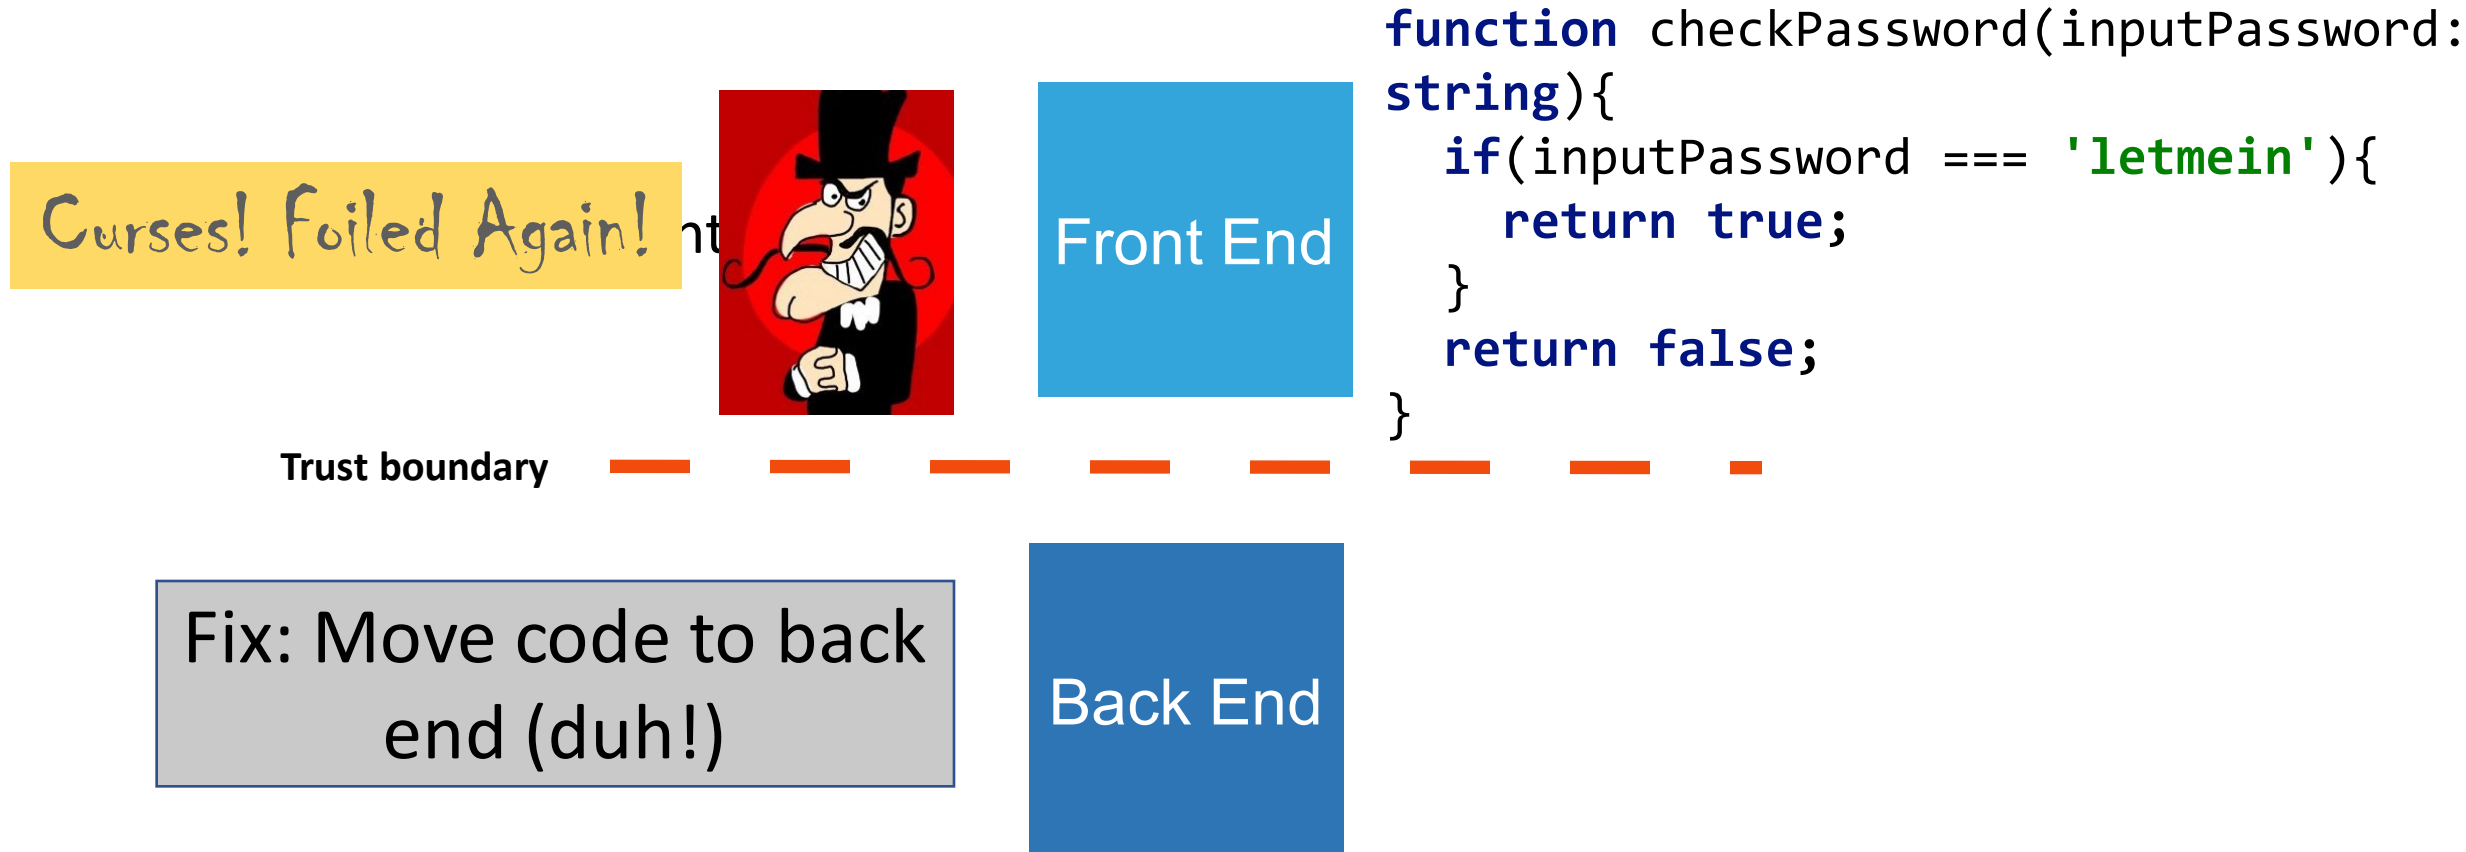 function checkPassword(inputPassword:
string){
  if(inputPassword === 'letmein'){
    return true;
  }
  return false;
}
Curses! Foiled Again!
nt
Front End
Trust boundary
Fix: Move code to back
end (duh!)
Back End